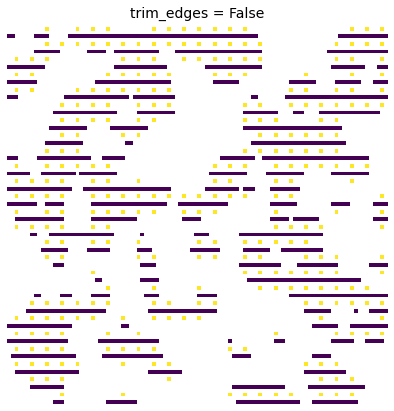 trim_edges = False